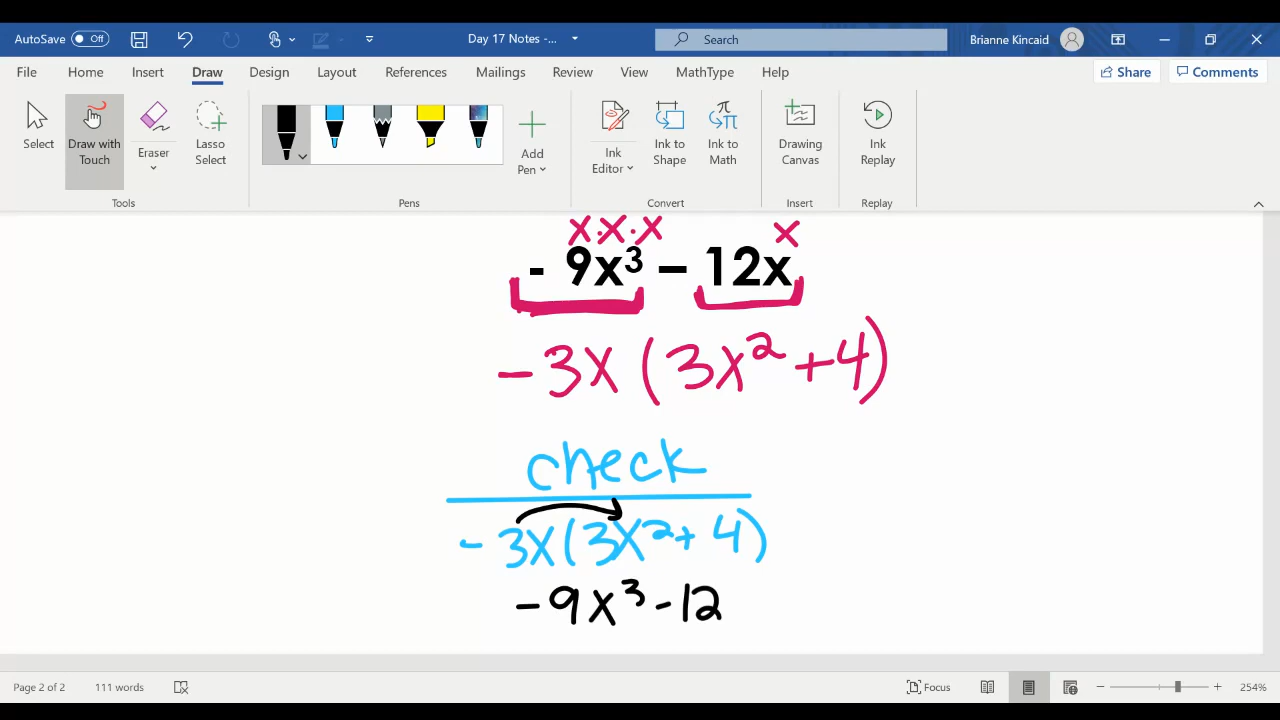 AutoSave Off Day 17 Notes -... Search Brianne Kincaid
File Home Insert Draw Design Layout References Mailings Review View MathType Help Share Comments
Select Draw with Touch Eraser Lasso Select Add Pen Ink Editor Ink to Shape Ink to Math Drawing Canvas Ink Replay
Tools Pens Convert Insert Replay
x·x·x x
- 9x³ – 12x
-3x (3x² +4)
check
-3x(3x²+ 4)
-9x³-12
Page 2 of 2 111 words Focus 254%